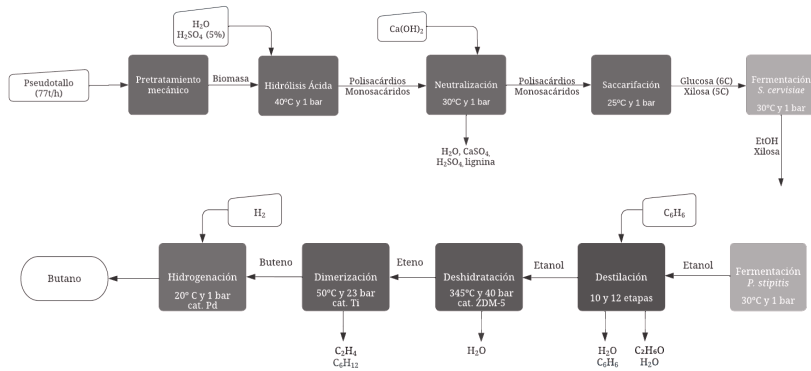 H₂O
H₂SO₄ (5%)
Ca(OH)₂
Pseudotallo
(77t/h)
Pretratamiento
mecánico
Biomasa
Hidrólisis Ácida
40ºC y 1 bar
Polisacárdios
Monosacáridos
Neutralización
30ºC y 1 bar
Polisacárdios
Monosacáridos
Saccarifación
25ºC y 1 bar
Glucosa (6C)
Xilosa (5C)
Fermentación
S. cervisiae
30ºC y 1 bar
H₂O, CaSO₄,
H₂SO₄, lignina
EtOH
Xilosa
H₂
C₆H₆
Butano
Hidrogenación
20º C y 1 bar
cat. Pd
Buteno
Dimerización
50ºC y 23 bar
cat. Ti
Eteno
Deshidratación
345ºC y 40 bar
cat. ZDM-5
Etanol
Destilación
10 y 12 etapas
Etanol
Fermentación
P. stipitis
30ºC y 1 bar
C₂H₄
C₆H₁₂
H₂O
H₂O
C₆H₆
C₂H₆O
H₂O